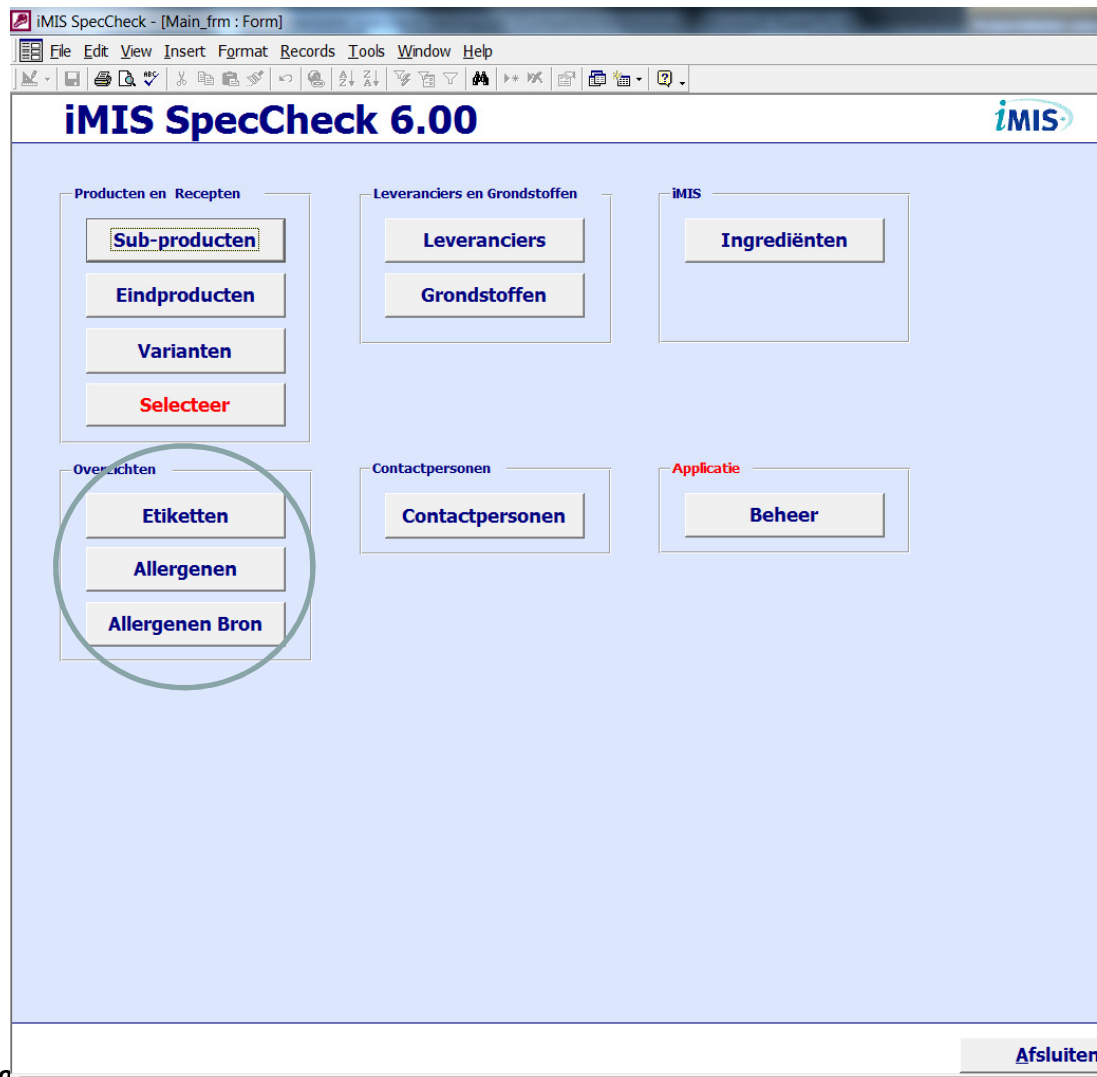 iMIS SpecCheck - [Main_frm : Form]
File Edit View Insert Format Records Tools Window Help
iMIS SpecCheck 6.00
iMIS
Producten en Recepten
Sub-producten
Eindproducten
Varianten
Selecteer
Leveranciers en Grondstoffen
Leveranciers
Grondstoffen
iMIS
Ingrediënten
Overzichten
Etiketten
Allergenen
Allergenen Bron
Contactpersonen
Contactpersonen
Applicatie
Beheer
Afsluiten